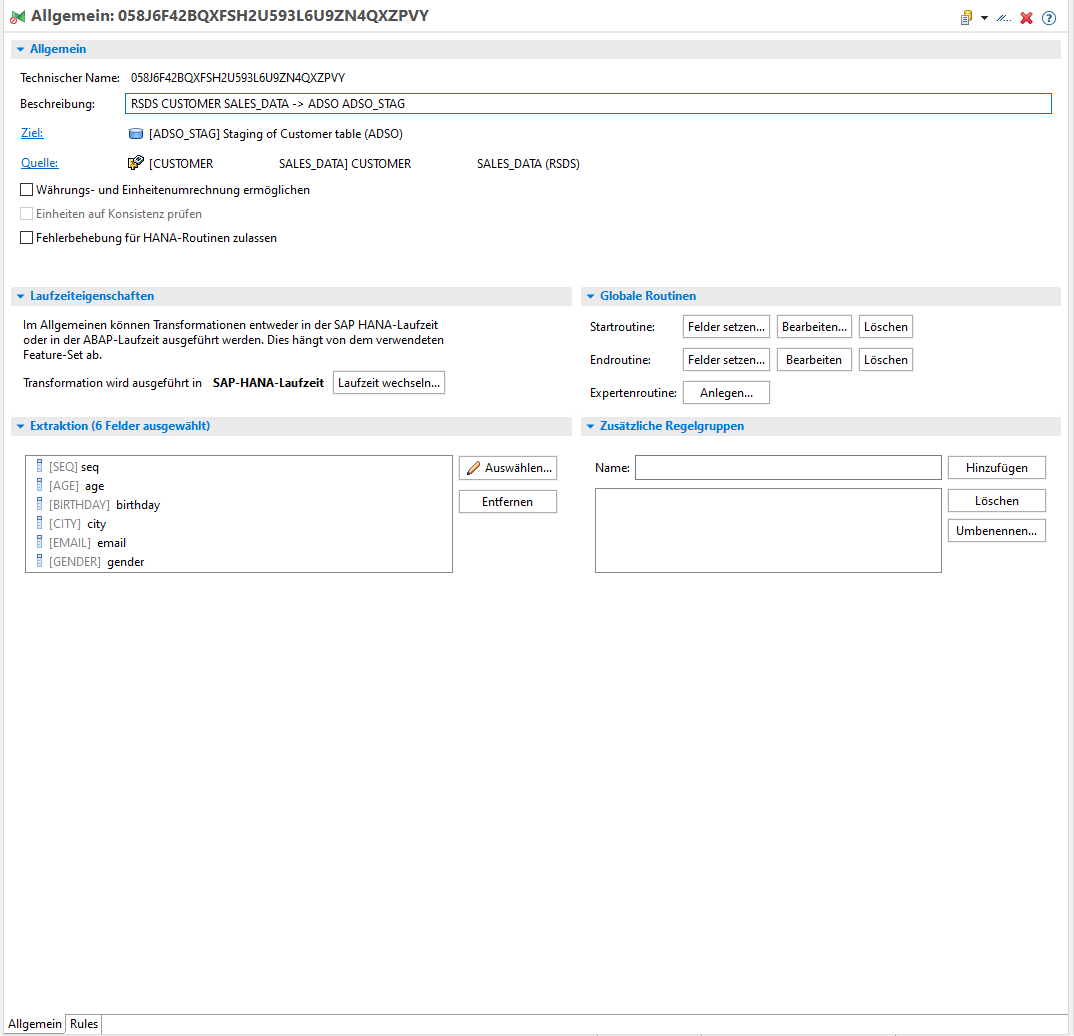 Allgemein: 058J6F42BQXFSH2U593L6U9ZN4QXZPVY
Allgemein
Technischer Name: 058J6F42BQXFSH2U593L6U9ZN4QXZPVY
Beschreibung: RSDS CUSTOMER SALES_DATA -> ADSO ADSO_STAG
Ziel: [ADSO_STAG] Staging of Customer table (ADSO)
Quelle: [CUSTOMER SALES_DATA] CUSTOMER SALES_DATA (RSDS)
Währungs- und Einheitenumrechnung ermöglichen
Einheiten auf Konsistenz prüfen
Fehlerbehebung für HANA-Routinen zulassen
Laufzeiteigenschaften
Im Allgemeinen können Transformationen entweder in der SAP HANA-Laufzeit
oder in der ABAP-Laufzeit ausgeführt werden. Dies hängt von dem verwendeten
Feature-Set ab.
Transformation wird ausgeführt in SAP-HANA-Laufzeit Laufzeit wechseln...
Globale Routinen
Startroutine: Felder setzen... Bearbeiten... Löschen
Endroutine: Felder setzen... Bearbeiten Löschen
Expertenroutine: Anlegen...
Extraktion (6 Felder ausgewählt)
[SEQ] seq
[AGE] age
[BIRTHDAY] birthday
[CITY] city
[EMAIL] email
[GENDER] gender
Auswählen...
Entfernen
Zusätzliche Regelgruppen
Name: Hinzufügen
Löschen
Umbenennen...
Allgemein Rules